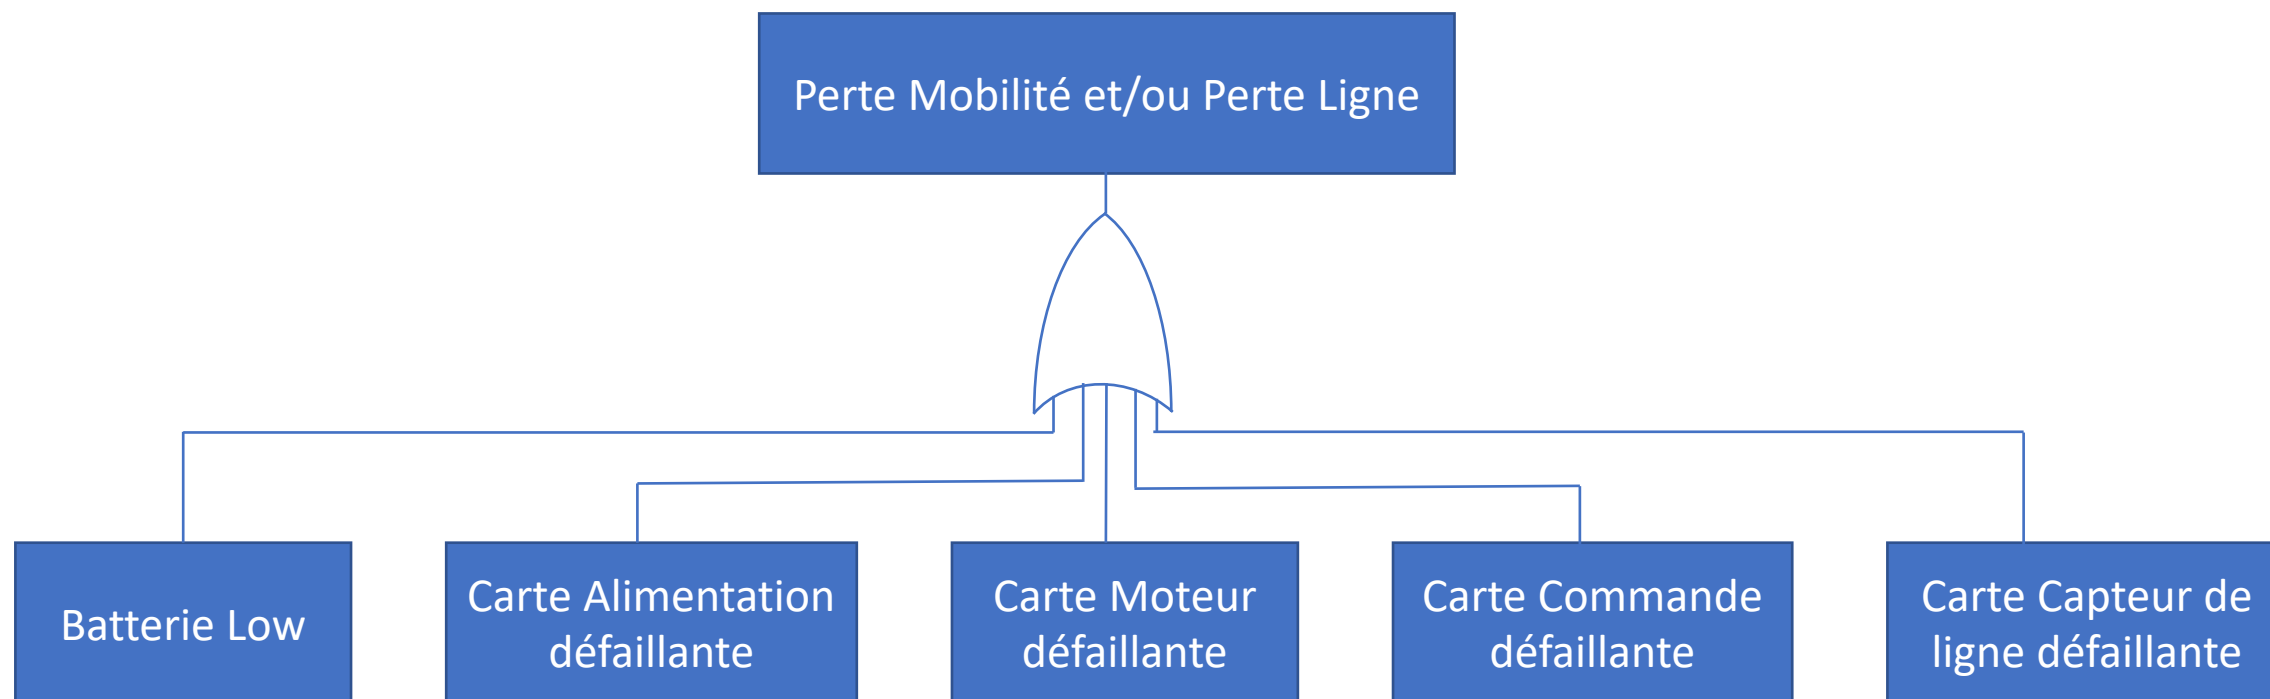 Perte Mobilité et/ou Perte Ligne
Batterie Low
Carte Alimentation
défaillante
Carte Moteur
défaillante
Carte Commande
défaillante
Carte Capteur de
ligne défaillante